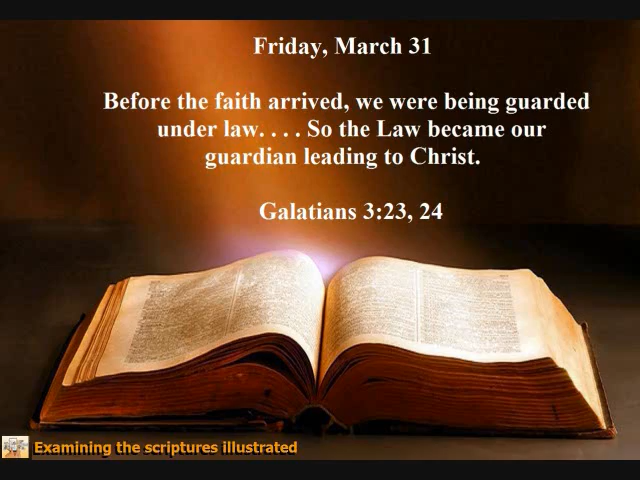 Friday, March 31
Before the faith arrived, we were being guarded
under law. . . . So the Law became our
guardian leading to Christ.
Galatians 3:23, 24
Examining the scriptures illustrated